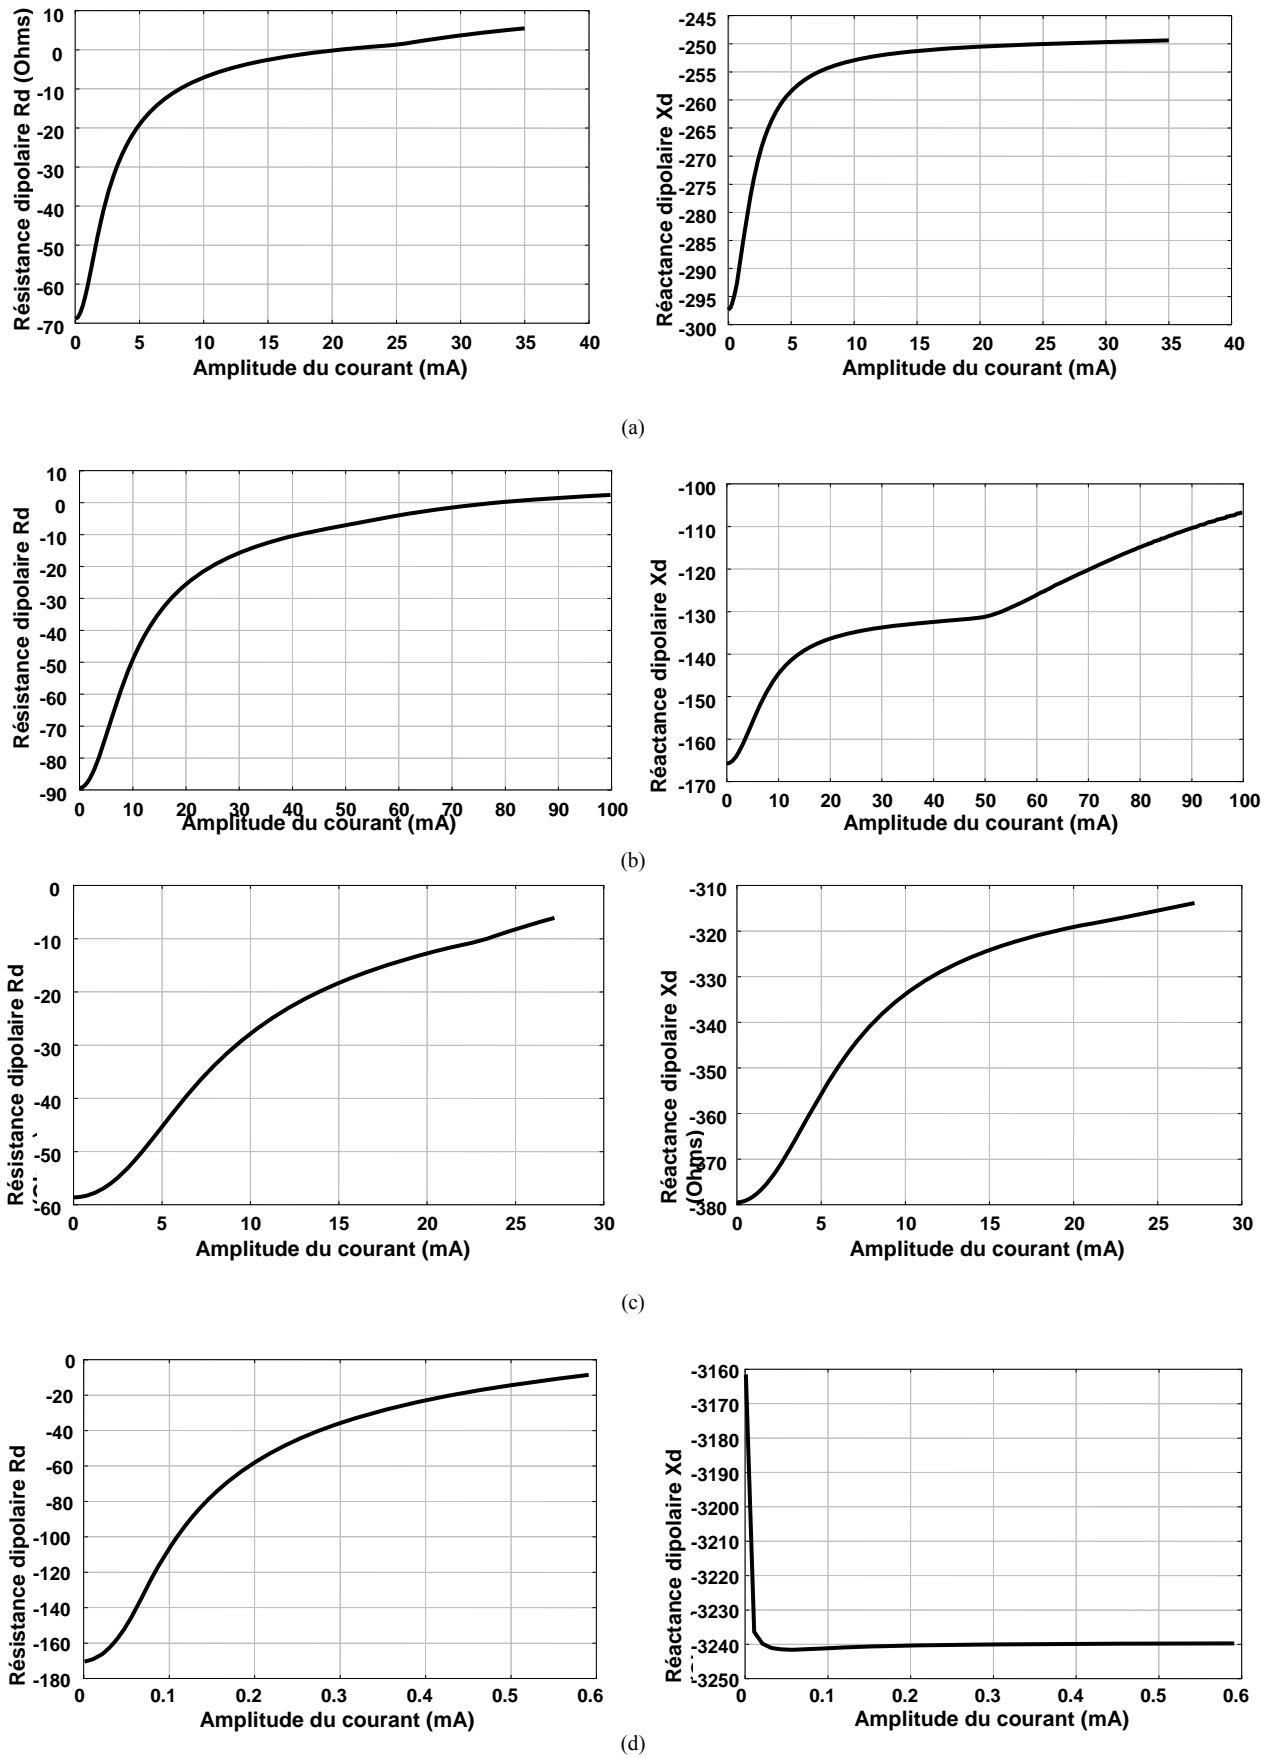 10
0
-10
-20
-30
-40
-50
-60
-70
0 5 10 15 20 25 30 35 40
Résistance dipolaire Rd (Ohms)
Amplitude du courant (mA)
-245
-250
-255
-260
-265
-270
-275
-280
-285
-290
-295
-300
0 5 10 15 20 25 30 35 40
Réactance dipolaire Xd
Amplitude du courant (mA)
(a)
10
0
-10
-20
-30
-40
-50
-60
-70
-80
-90
0 10 20 30 40 50 60 70 80 90 100
Résistance dipolaire Rd
Amplitude du courant (mA)
-100
-110
-120
-130
-140
-150
-160
-170
0 10 20 30 40 50 60 70 80 90 100
Réactance dipolaire Xd
Amplitude du courant (mA)
(b)
0
-10
-20
-30
-40
-50
-60
0 5 10 15 20 25 30
Résistance dipolaire Rd
Amplitude du courant (mA)
-310
-320
-330
-340
-350
-360
-370
-380
0 5 10 15 20 25 30
Réactance dipolaire Xd
(Ohms)
Amplitude du courant (mA)
(c)
0
-20
-40
-60
-80
-100
-120
-140
-160
-180
0 0.1 0.2 0.3 0.4 0.5 0.6
Résistance dipolaire Rd
Amplitude du courant (mA)
-3160
-3170
-3180
-3190
-3200
-3210
-3220
-3230
-3240
-3250
0 0.1 0.2 0.3 0.4 0.5 0.6
Réactance dipolaire Xd
Amplitude du courant (mA)
(d)